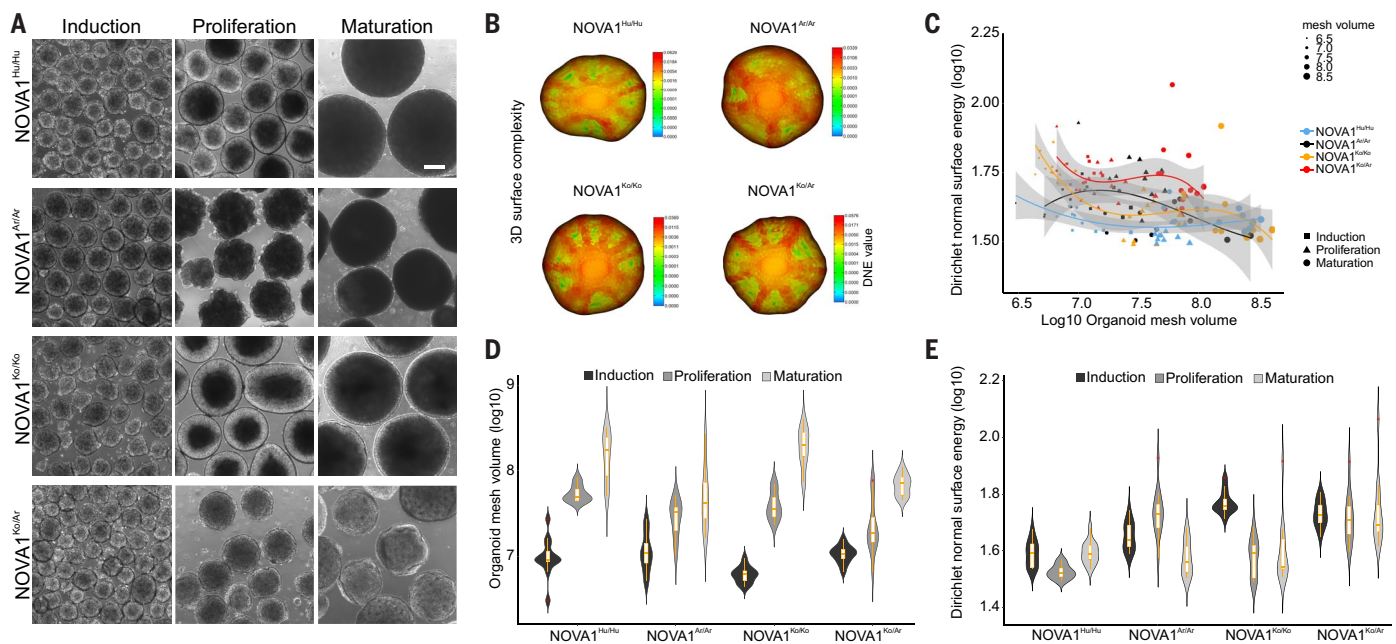 A
Induction
Proliferation
Maturation
NOVA1Hu/Hu
NOVA1Ar/Ar
NOVA1Ko/Ko
NOVA1Ko/Ar
B
NOVA1Hu/Hu
NOVA1Ar/Ar
3D surface complexity
NOVA1Ko/Ko
NOVA1Ko/Ar
DNE value
C
2.25
2.00
1.75
1.50
Dirichlet normal surface energy (log10)
6.5
7.0
7.5
8.0
8.5
Log10 Organoid mesh volume
mesh volume
6.5
7.0
7.5
8.0
8.5
NOVA1Hu/Hu
NOVA1Ar/Ar
NOVA1Ko/Ko
NOVA1Ko/Ar
Induction
Proliferation
Maturation
D
Induction Proliferation Maturation
9
8
7
Organoid mesh volume (log10)
NOVA1Hu/Hu
NOVA1Ar/Ar
NOVA1Ko/Ko
NOVA1Ko/Ar
E
Induction Proliferation Maturation
2.2
2.0
1.8
1.6
1.4
Dirichlet normal surface energy (log10)
NOVA1Hu/Hu
NOVA1Ar/Ar
NOVA1Ko/Ko
NOVA1Ko/Ar